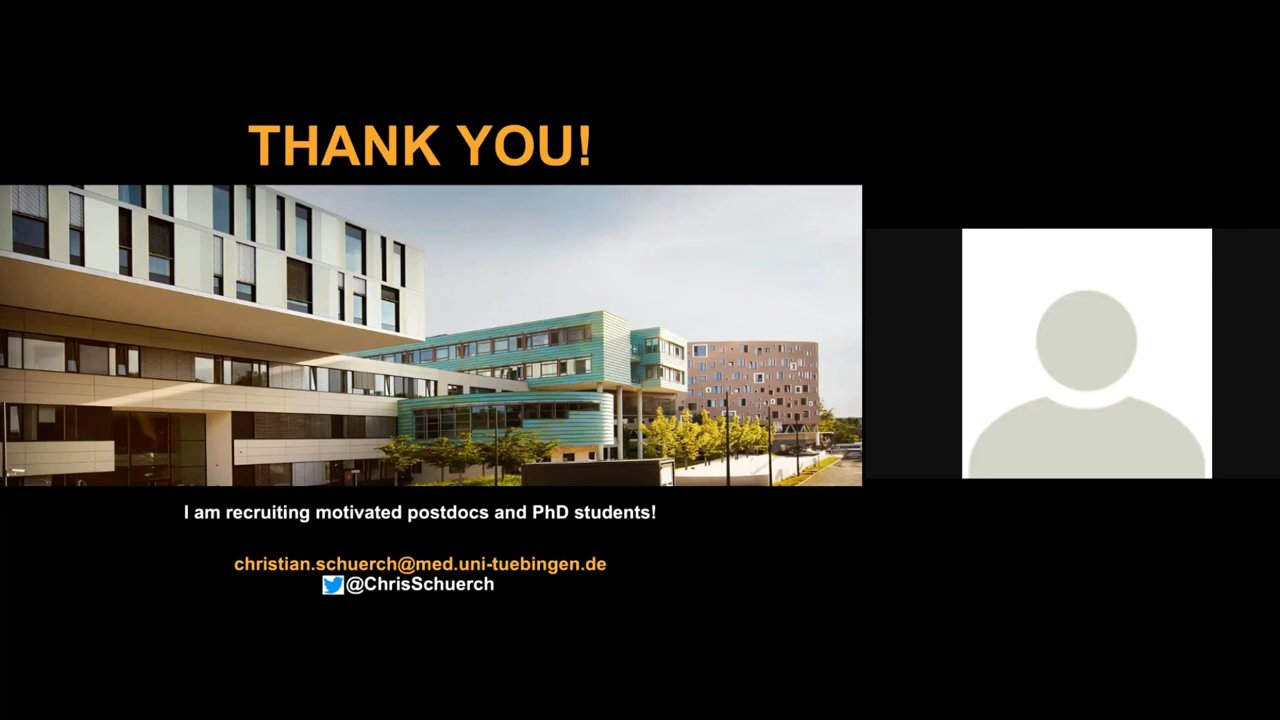 THANK YOU!
I am recruiting motivated postdocs and PhD students!
christian.schuerch@med.uni-tuebingen.de
@ChrisSchuerch